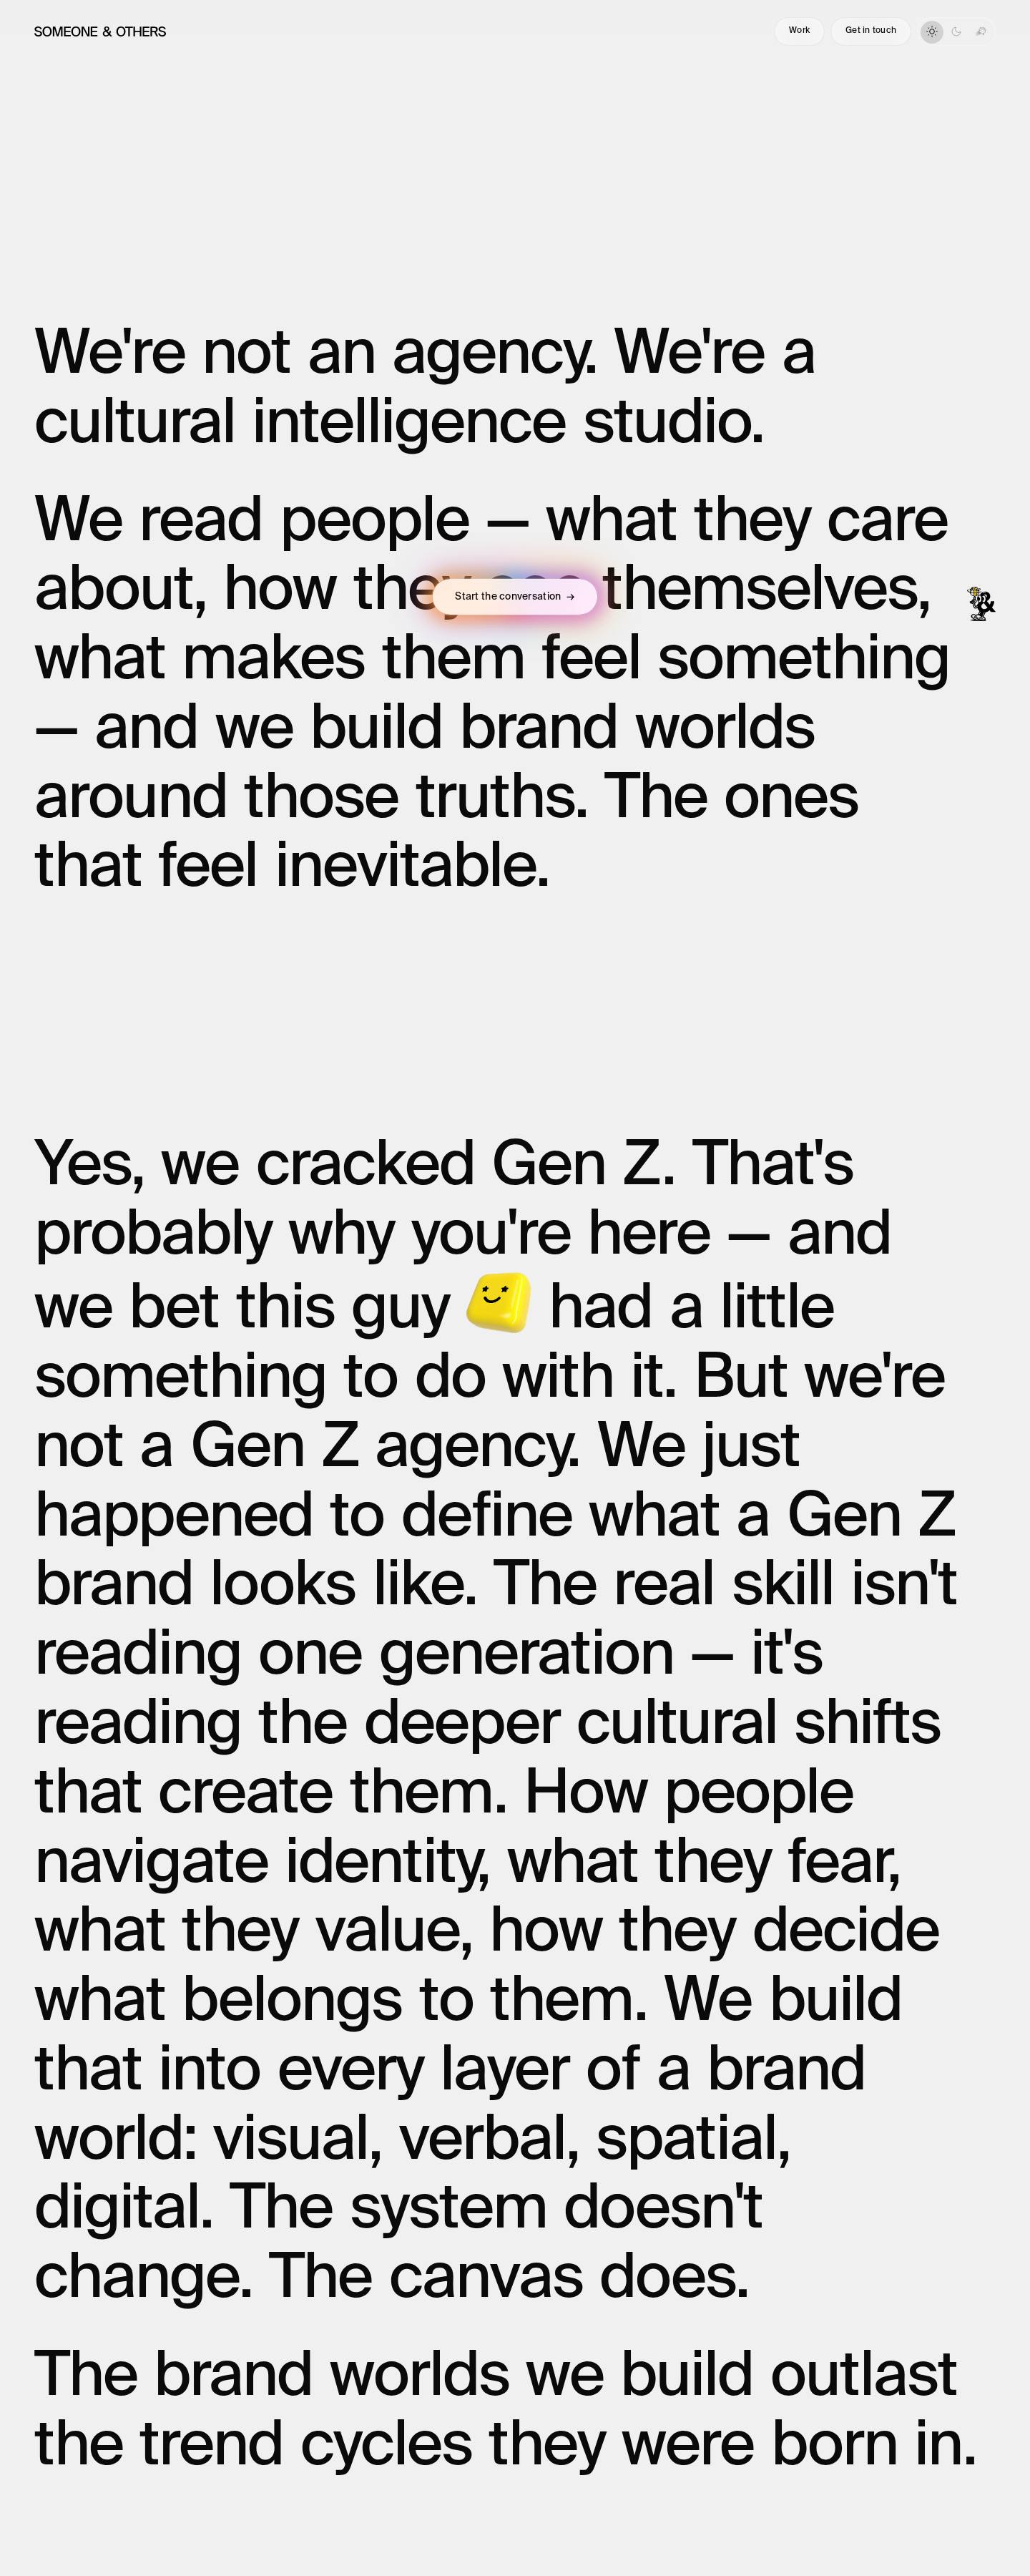 SOMEONE & OTHERS
Work
Get in touch
We're not an agency. We're a
cultural intelligence studio.
We read people — what they care
about, how they see themselves,
Start the conversation →
what makes them feel something
— and we build brand worlds
around those truths. The ones
that feel inevitable.
Yes, we cracked Gen Z. That's
probably why you're here — and
we bet this guy had a little
something to do with it. But we're
not a Gen Z agency. We just
happened to define what a Gen Z
brand looks like. The real skill isn't
reading one generation — it's
reading the deeper cultural shifts
that create them. How people
navigate identity, what they fear,
what they value, how they decide
what belongs to them. We build
that into every layer of a brand
world: visual, verbal, spatial,
digital. The system doesn't
change. The canvas does.
The brand worlds we build outlast
the trend cycles they were born in.